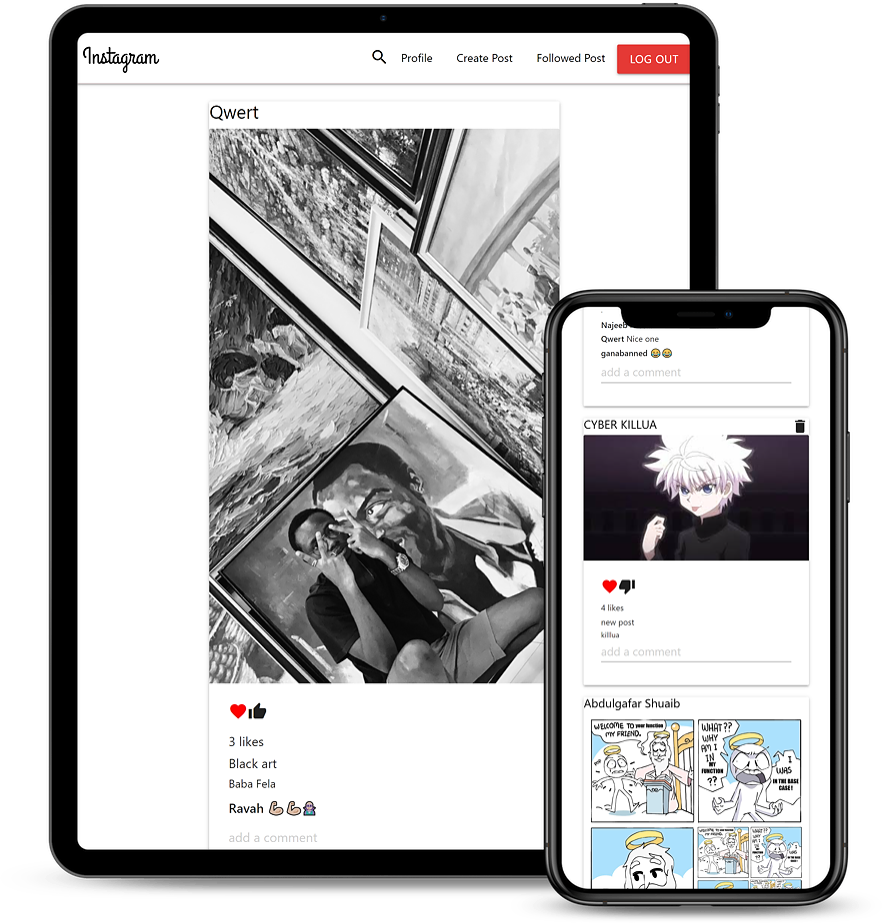 Instagram
Profile
Create Post
Followed Post
LOG OUT
Qwert
3 likes
Black art
Baba Fela
Ravah 💪🏼💪🏼
add a comment
Najeeb
Qwert Nice one
ganabanned 😂😂
add a comment
CYBER KILLUA
4 likes
new post
killua
add a comment
Abdulgafar Shuaib
WELCOME TO your function
MY FRIEND.
WHAT??
WHY
AM I
IN
MY
FUNCTION
??
I
WAS
IN THE BASE
CASE!